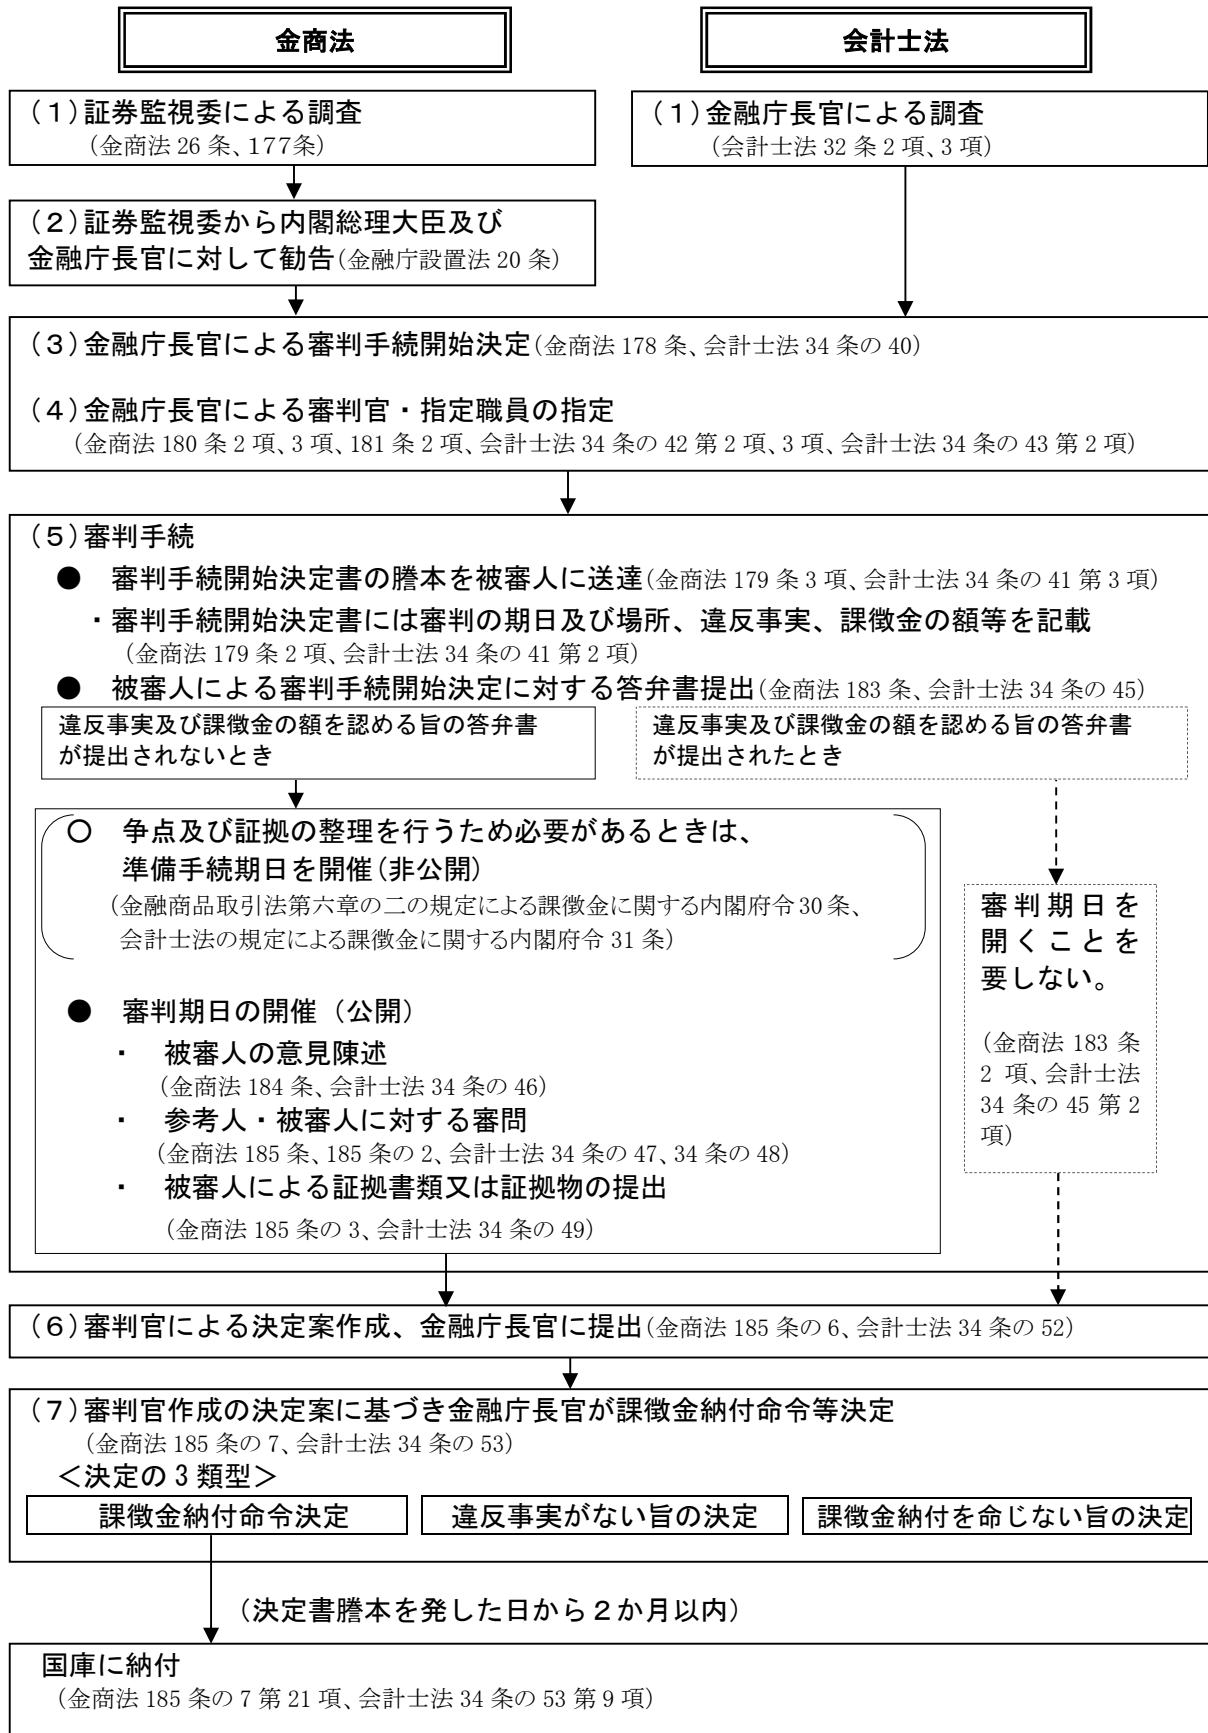 金商法
会計士法
(1)証券監視委による調査
(金商法 26 条、177条)
(1)金融庁長官による調査
(会計士法 32 条 2 項、3 項)
(2)証券監視委から内閣総理大臣及び
金融庁長官に対して勧告(金融庁設置法 20 条)
(3)金融庁長官による審判手続開始決定(金商法 178 条、会計士法 34 条の 40)
(4)金融庁長官による審判官・指定職員の指定
(金商法 180 条 2 項、3 項、181 条 2 項、会計士法 34 条の 42 第 2 項、3 項、会計士法 34 条の 43 第 2 項)
(5)審判手続
● 審判手続開始決定書の謄本を被審人に送達(金商法 179 条 3 項、会計士法 34 条の 41 第 3 項)
・審判手続開始決定書には審判の期日及び場所、違反事実、課徴金の額等を記載
(金商法 179 条 2 項、会計士法 34 条の 41 第 2 項)
● 被審人による審判手続開始決定に対する答弁書提出(金商法 183 条、会計士法 34 条の 45)
違反事実及び課徴金の額を認める旨の答弁書
が提出されないとき
違反事実及び課徴金の額を認める旨の答弁書
が提出されたとき
○ 争点及び証拠の整理を行うため必要があるときは、
準備手続期日を開催(非公開)
(金融商品取引法第六章の二の規定による課徴金に関する内閣府令 30 条、
会計士法の規定による課徴金に関する内閣府令 31 条)
● 審判期日の開催(公開)
・ 被審人の意見陳述
(金商法 184 条、会計士法 34 条の 46)
・ 参考人・被審人に対する審問
(金商法 185 条、185 条の 2、会計士法 34 条の 47、34 条の 48)
・ 被審人による証拠書類又は証拠物の提出
(金商法 185 条の 3、会計士法 34 条の 49)
審判期日を
開くことを
要しない。
(金商法 183 条
2 項、会計士法
34 条の 45 第 2
項)
(6)審判官による決定案作成、金融庁長官に提出(金商法 185 条の 6、会計士法 34 条の 52)
(7)審判官作成の決定案に基づき金融庁長官が課徴金納付命令等決定
(金商法 185 条の 7、会計士法 34 条の 53)
<決定の3類型>
課徴金納付命令決定
違反事実がない旨の決定
課徴金納付を命じない旨の決定
(決定書謄本を発した日から2か月以内)
国庫に納付
(金商法 185 条の 7 第 21 項、会計士法 34 条の 53 第 9 項)